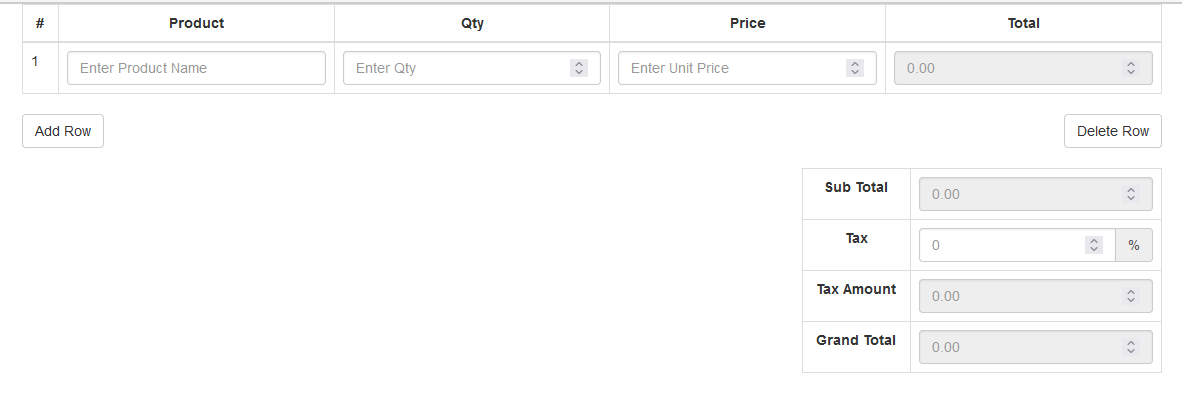 # Product Qty Price Total
1 Enter Product Name Enter Qty Enter Unit Price 0.00
Add Row Delete Row
Sub Total 0.00
Tax 0 %
Tax Amount 0.00
Grand Total 0.00